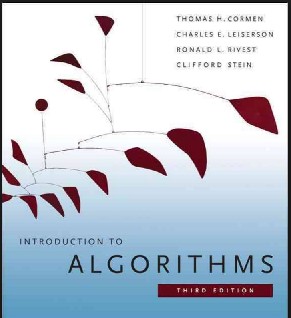 THOMAS H. CORMEN
CHARLES E. LEISERSON
RONALD L. RIVEST
CLIFFORD STEIN
INTRODUCTION TO
ALGORITHMS
THIRD EDITION